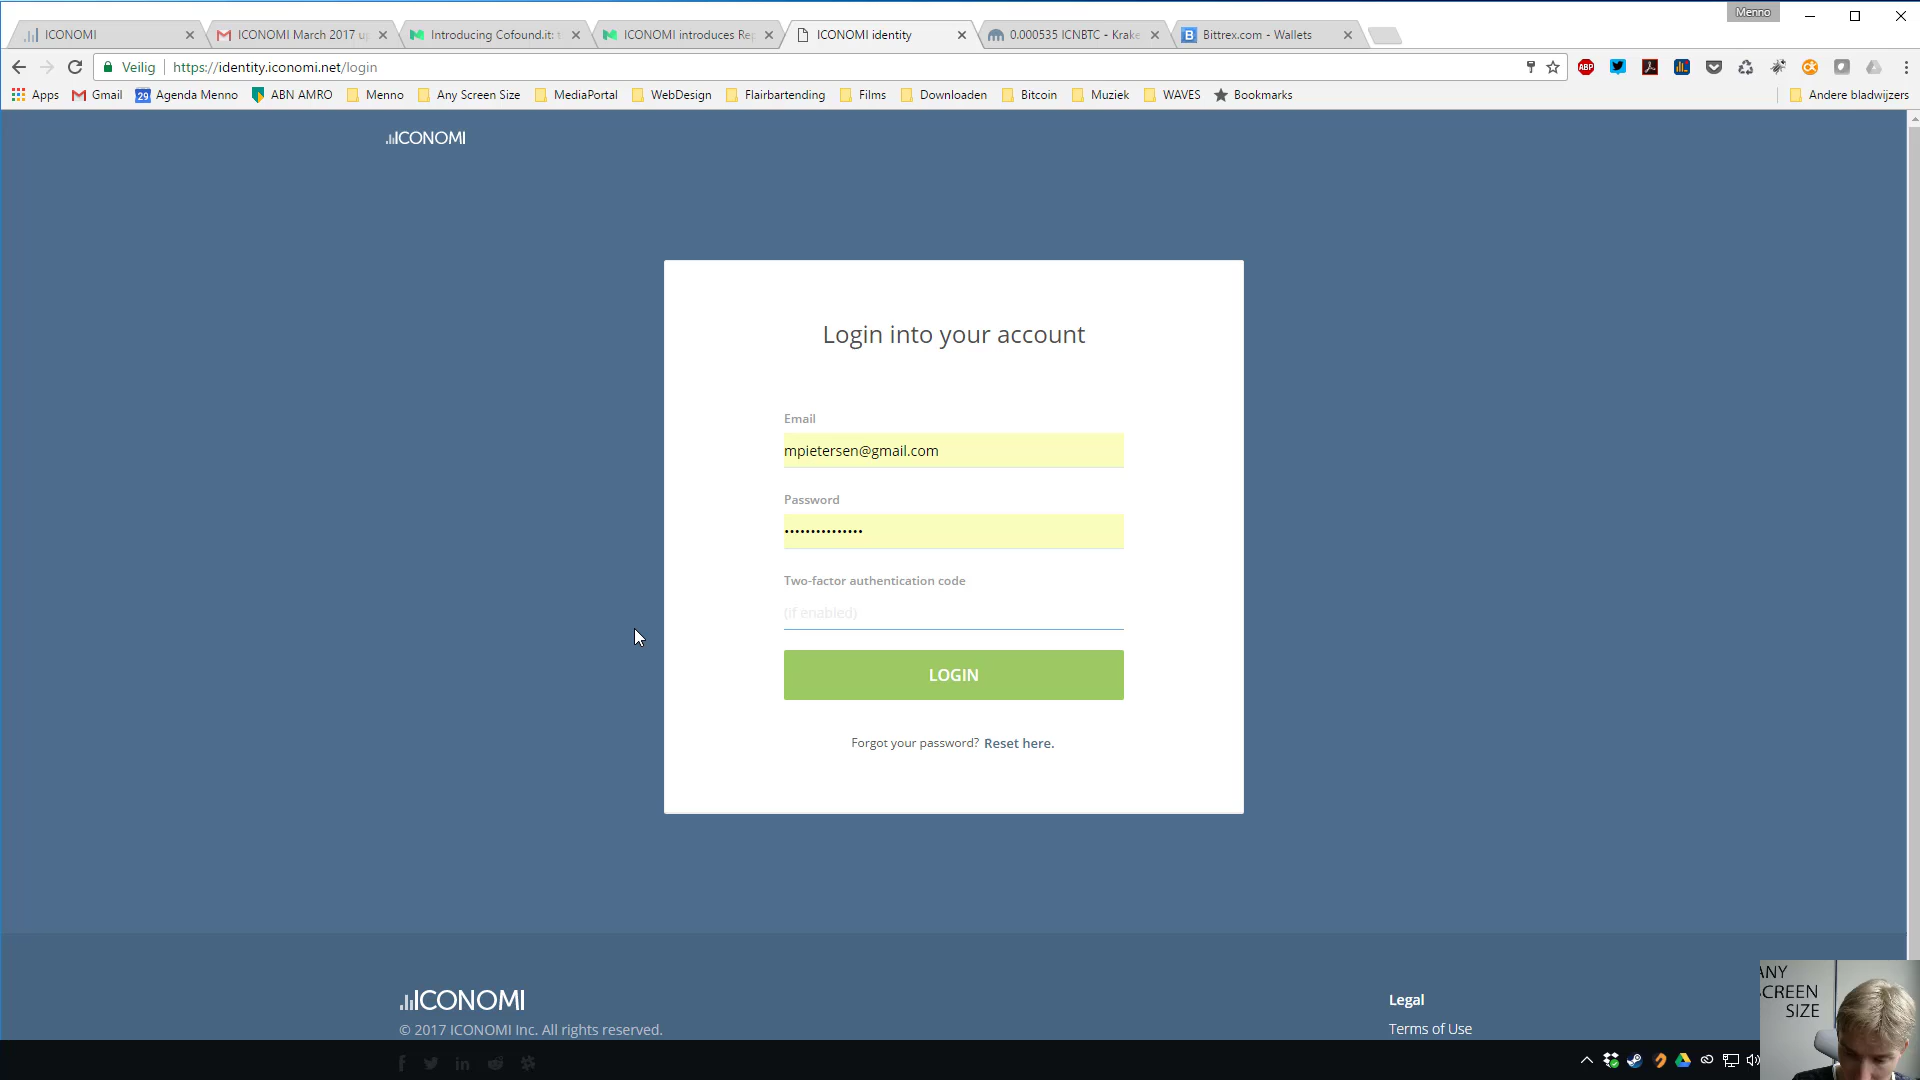 Menno
ICONOMI
ICONOMI March 2017 u
Introducing Cofound.it:
ICONOMI introduces Re
ICONOMI identity
0.000535 ICNBTC - Krake
Bittrex.com - Wallets
Veilig
https://identity.iconomi.net/login
ABP
Apps
Gmail
29 Agenda Menno
ABN AMRO
Menno
Any Screen Size
MediaPortal
WebDesign
Flairbartending
Films
Downloaden
Bitcoin
Muziek
WAVES
Bookmarks
Andere bladwijzers
ICONOMI
Login into your account
Email
mpietersen@gmail.com
Password
•••••••••••••••
Two-factor authentication code
(If enabled)
LOGIN
Forgot your password? Reset here.
ICONOMI
© 2017 ICONOMI Inc. All rights reserved.
Legal
Terms of Use
ANY
SCREEN
SIZE